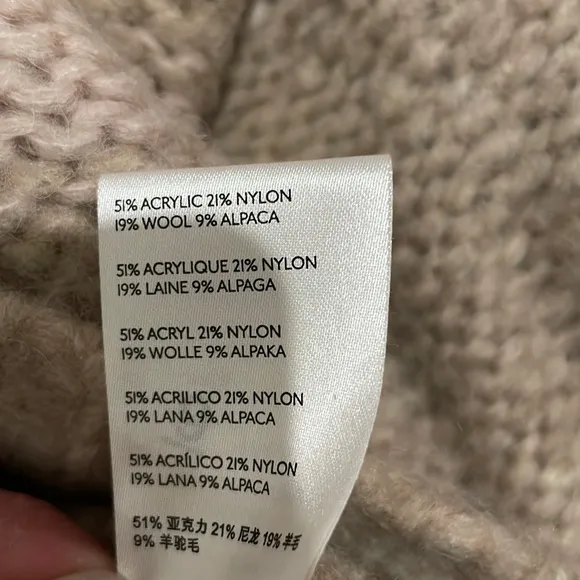 51% ACRYLIC 21% NYLON
19% WOOL 9% ALPACA
51% ACRYLIQUE 21% NYLON
19% LAINE 9% ALPAGA
51% ACRYL 21% NYLON
19% WOLLE 9% ALPAKA
51% ACRILICO 21% NYLON
19% LANA 9% ALPACA
51% ACRÍLICO 21% NYLON
19% LANA 9% ALPACA
51% 亚克力 21% 尼龙 19% 羊毛
9% 羊驼毛